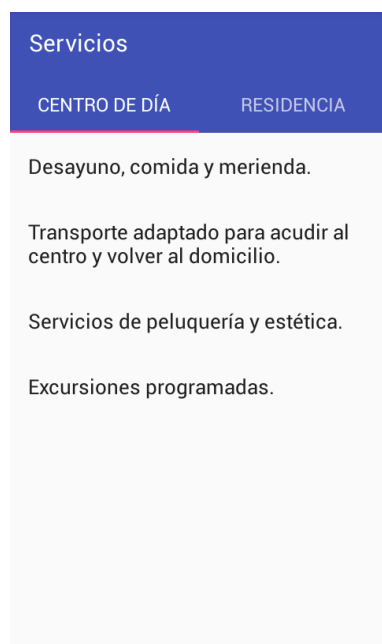 Servicios
CENTRO DE DÍA
RESIDENCIA
Desayuno, comida y merienda.
Transporte adaptado para acudir al
centro y volver al domicilio.
Servicios de peluquería y estética.
Excursiones programadas.